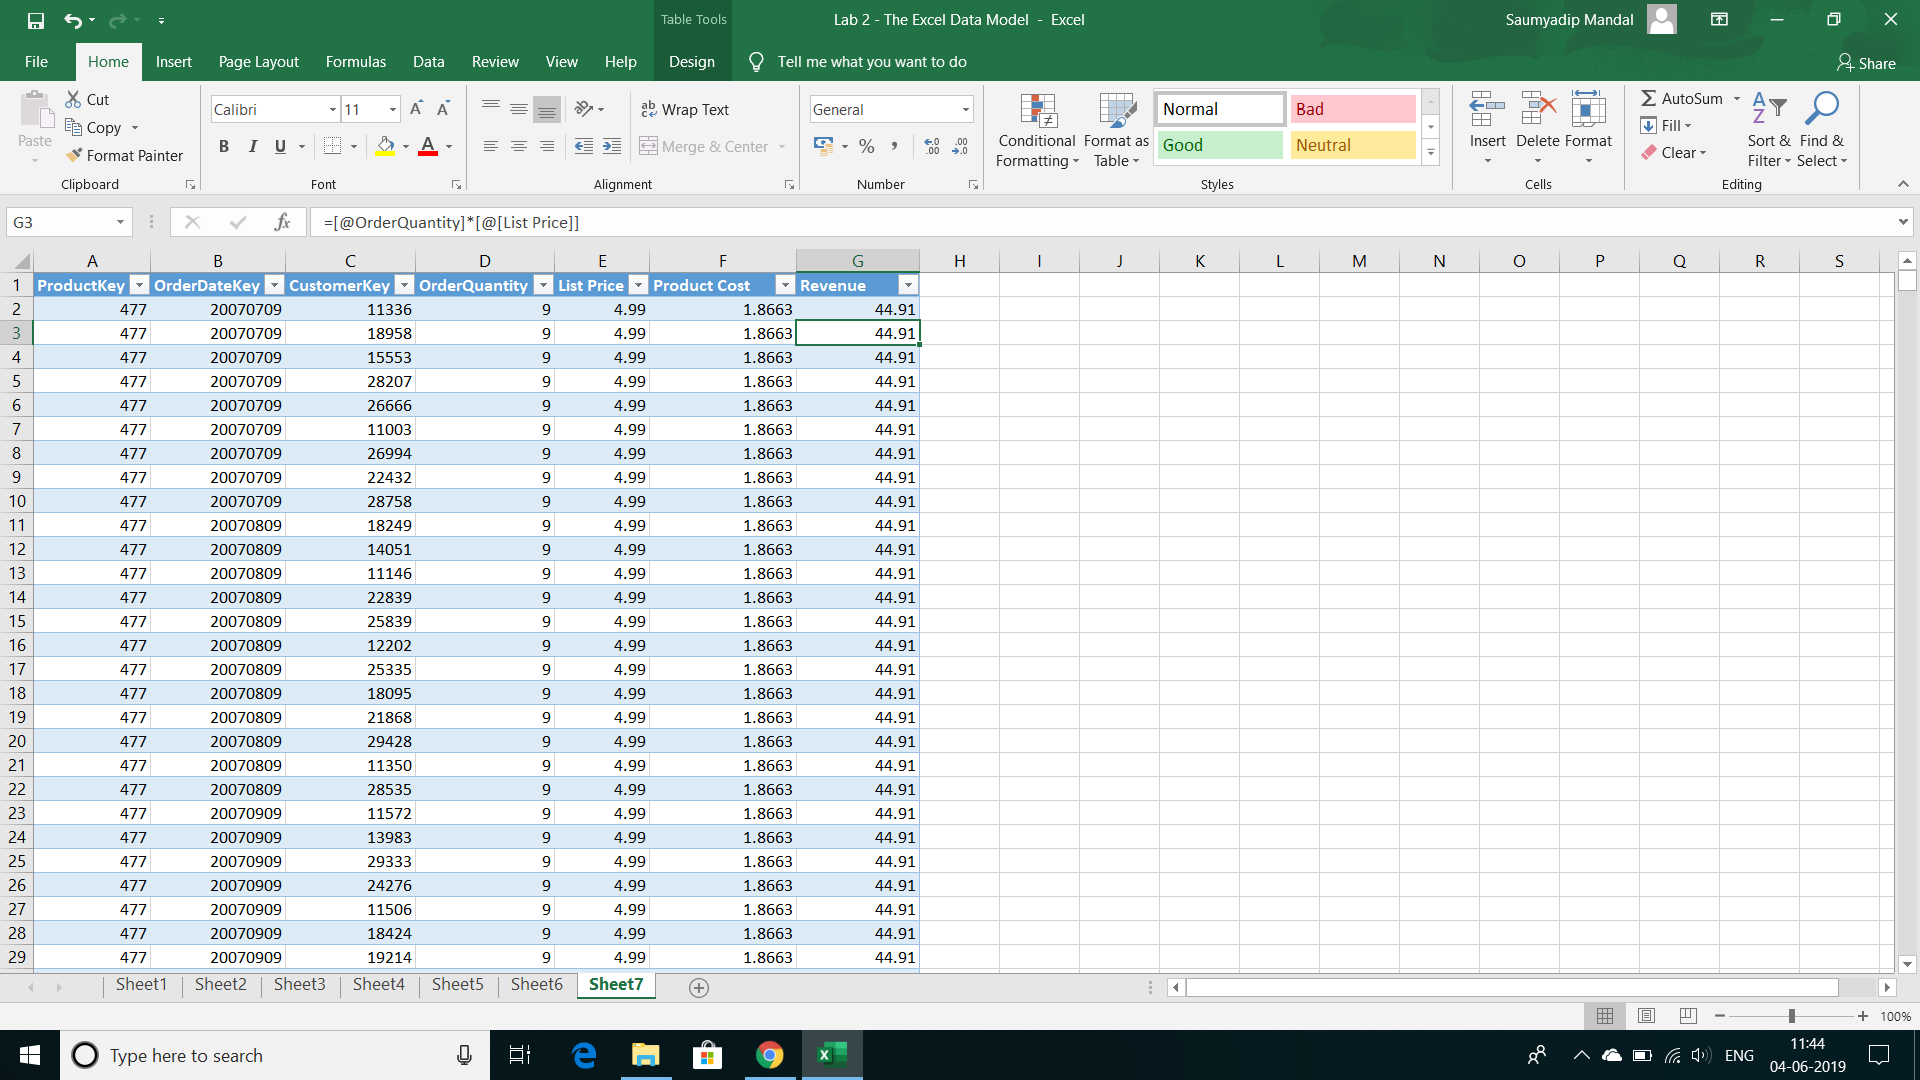 Table Tools
Lab 2 - The Excel Data Model - Excel
Saumyadip Mandal
File Home Insert Page Layout Formulas Data Review View Help Design Tell me what you want to do Share
Paste
Cut
Copy
Format Painter
Clipboard
Calibri 11
B I U
Font
Wrap Text
Merge & Center
Alignment
General
% ,
Number
Conditional Formatting
Format as Table
Normal Bad
Good Neutral
Styles
Insert Delete Format
Cells
AutoSum
Fill
Clear
Sort & Filter
Find & Select
Editing
G3 fx =[@OrderQuantity]*[@[List Price]]
A B C D E F G H I J K L M N O P Q R S
1 ProductKey OrderDateKey CustomerKey OrderQuantity List Price Product Cost Revenue
2 477 20070709 11336 9 4.99 1.8663 44.91
3 477 20070709 18958 9 4.99 1.8663 44.91
4 477 20070709 15553 9 4.99 1.8663 44.91
5 477 20070709 28207 9 4.99 1.8663 44.91
6 477 20070709 26666 9 4.99 1.8663 44.91
7 477 20070709 11003 9 4.99 1.8663 44.91
8 477 20070709 26994 9 4.99 1.8663 44.91
9 477 20070709 22432 9 4.99 1.8663 44.91
10 477 20070709 28758 9 4.99 1.8663 44.91
11 477 20070809 18249 9 4.99 1.8663 44.91
12 477 20070809 14051 9 4.99 1.8663 44.91
13 477 20070809 11146 9 4.99 1.8663 44.91
14 477 20070809 22839 9 4.99 1.8663 44.91
15 477 20070809 25839 9 4.99 1.8663 44.91
16 477 20070809 12202 9 4.99 1.8663 44.91
17 477 20070809 25335 9 4.99 1.8663 44.91
18 477 20070809 18095 9 4.99 1.8663 44.91
19 477 20070809 21868 9 4.99 1.8663 44.91
20 477 20070809 29428 9 4.99 1.8663 44.91
21 477 20070809 11350 9 4.99 1.8663 44.91
22 477 20070809 28535 9 4.99 1.8663 44.91
23 477 20070909 11572 9 4.99 1.8663 44.91
24 477 20070909 13983 9 4.99 1.8663 44.91
25 477 20070909 29333 9 4.99 1.8663 44.91
26 477 20070909 24276 9 4.99 1.8663 44.91
27 477 20070909 11506 9 4.99 1.8663 44.91
28 477 20070909 18424 9 4.99 1.8663 44.91
29 477 20070909 19214 9 4.99 1.8663 44.91
Sheet1 Sheet2 Sheet3 Sheet4 Sheet5 Sheet6 Sheet7
100%
Type here to search
ENG
11:44
04-06-2019